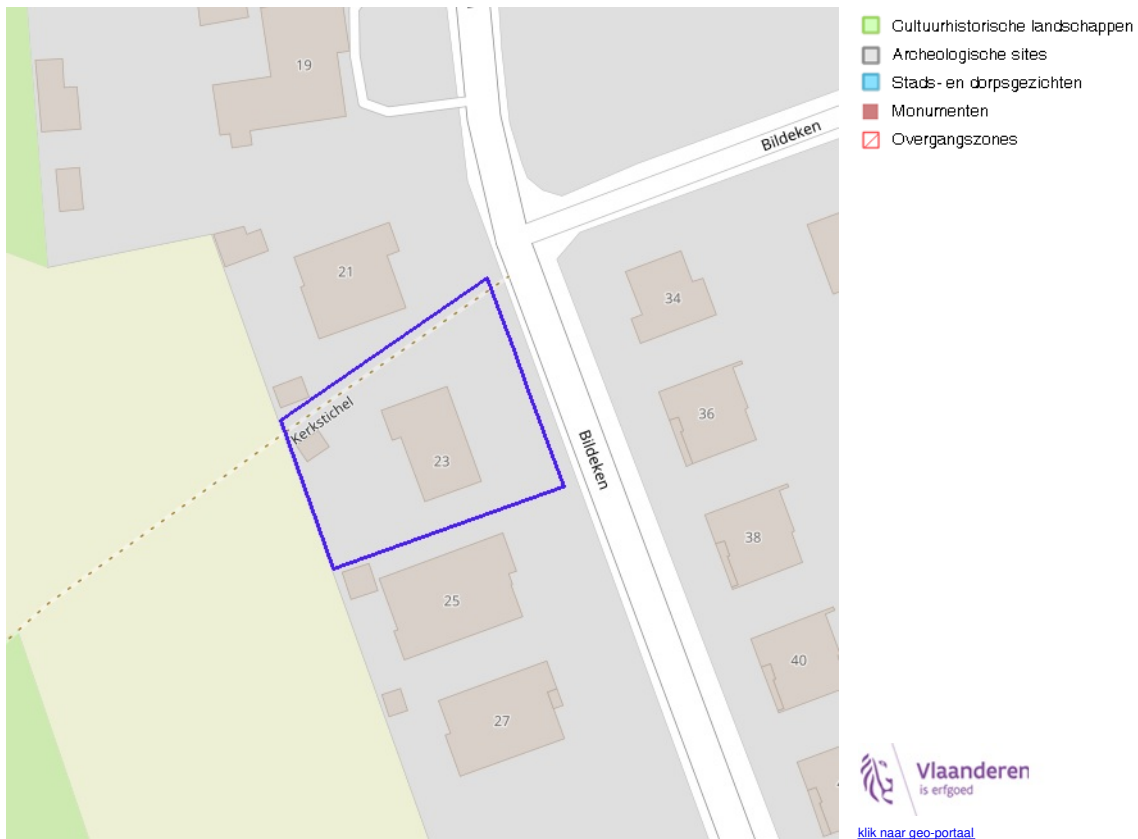 19
Bildeken
21
34
Kerkstichel
36
23
Bildeken
38
25
40
27
Cultuurhistorische landschappen
Archeologische sites
Stads- en dorpsgezichten
Monumenten
Overgangszones
Vlaanderen
is erfgoed
klik naar geo-portaal